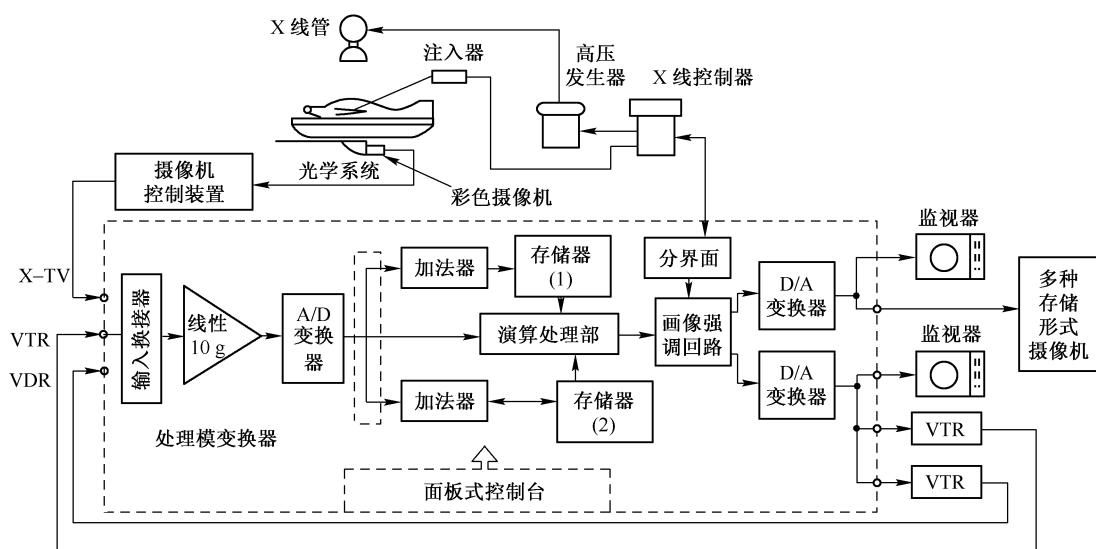 X 线管
注入器
高压
发生器
X 线控制器
光学系统
彩色摄像机
摄像机
控制装置
X-TV
VTR
VDR
输入换接器
线性
10 g
A/D
变换器
加法器
存储器
(1)
演算处理部
加法器
存储器
(2)
分界面
画像强
调回路
D/A
变换器
D/A
变换器
监视器
监视器
多种
存储
形式
摄像机
VTR
VTR
处理模变换器
面板式控制台